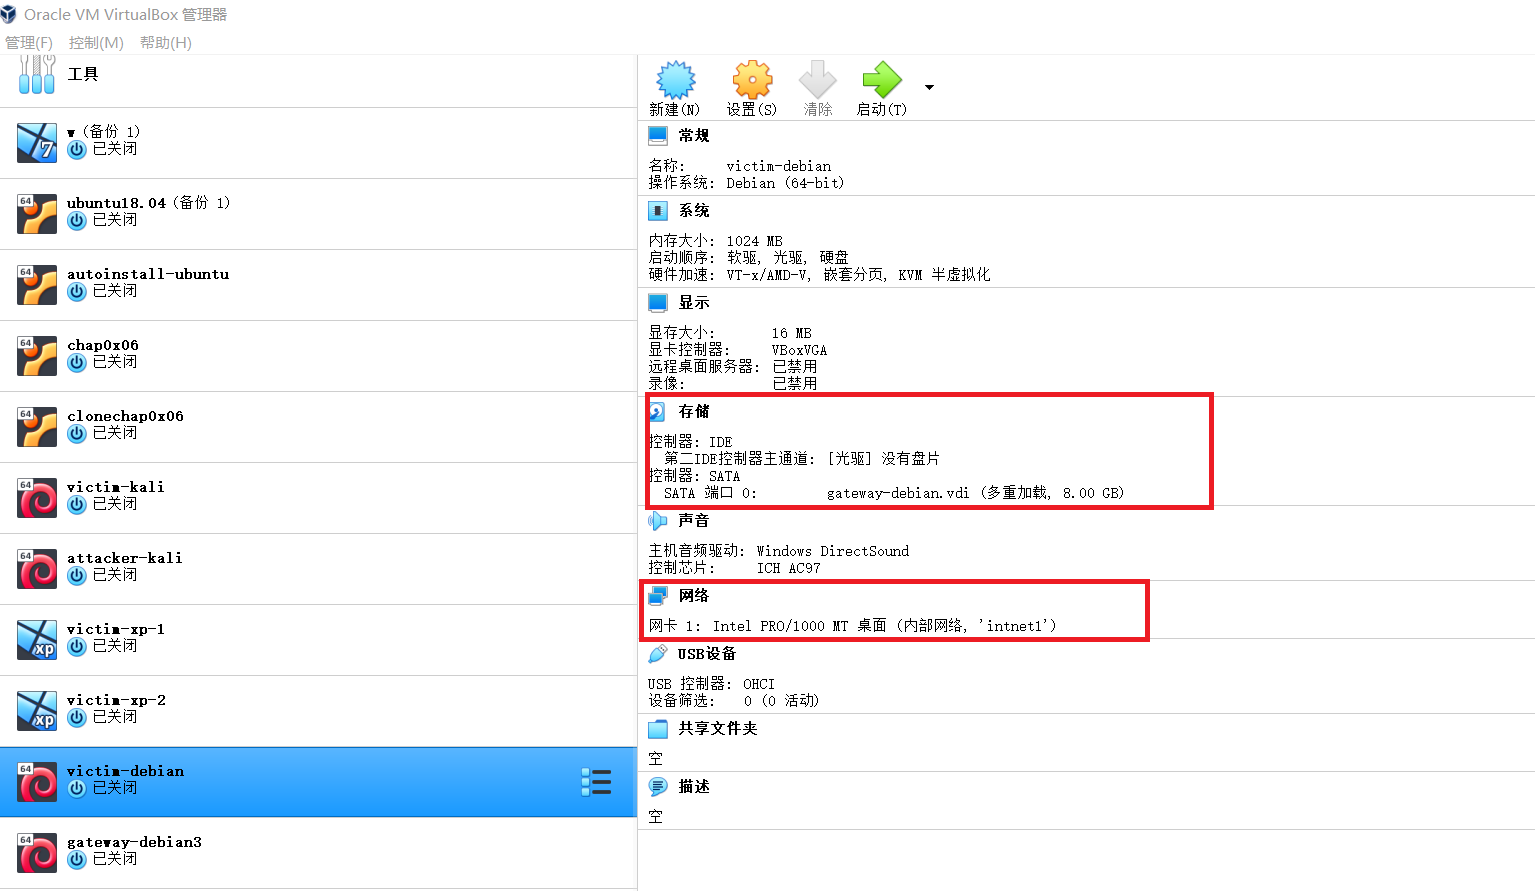 Oracle VM VirtualBox 管理器
管理(F) 控制(M) 帮助(H)
工具
w (备份 1)
已关闭
64
ubuntu18.04 (备份 1)
已关闭
64
autoinstall-ubuntu
已关闭
64
chap0x06
已关闭
64
clonechap0x06
已关闭
64
victim-kali
已关闭
64
attacker-kali
已关闭
xp
victim-xp-1
已关闭
xp
victim-xp-2
已关闭
64
victim-debian
已关闭
64
gateway-debian3
已关闭
新建(N) 设置(S) 清除 启动(T)
常规
名称: victim-debian
操作系统: Debian (64-bit)
系统
内存大小: 1024 MB
启动顺序: 软驱, 光驱, 硬盘
硬件加速: VT-x/AMD-V, 嵌套分页, KVM 半虚拟化
显示
显存大小: 16 MB
显卡控制器: VBoxVGA
远程桌面服务器: 已禁用
录像: 已禁用
存储
控制器: IDE
第二IDE控制器主通道: [光驱] 没有盘片
控制器: SATA
SATA 端口 0: gateway-debian.vdi (多重加载, 8.00 GB)
声音
主机音频驱动: Windows DirectSound
控制芯片: ICH AC97
网络
网卡 1: Intel PRO/1000 MT 桌面 (内部网络, 'intnet1')
USB设备
USB 控制器: OHCI
设备筛选: 0 (0 活动)
共享文件夹
空
描述
空